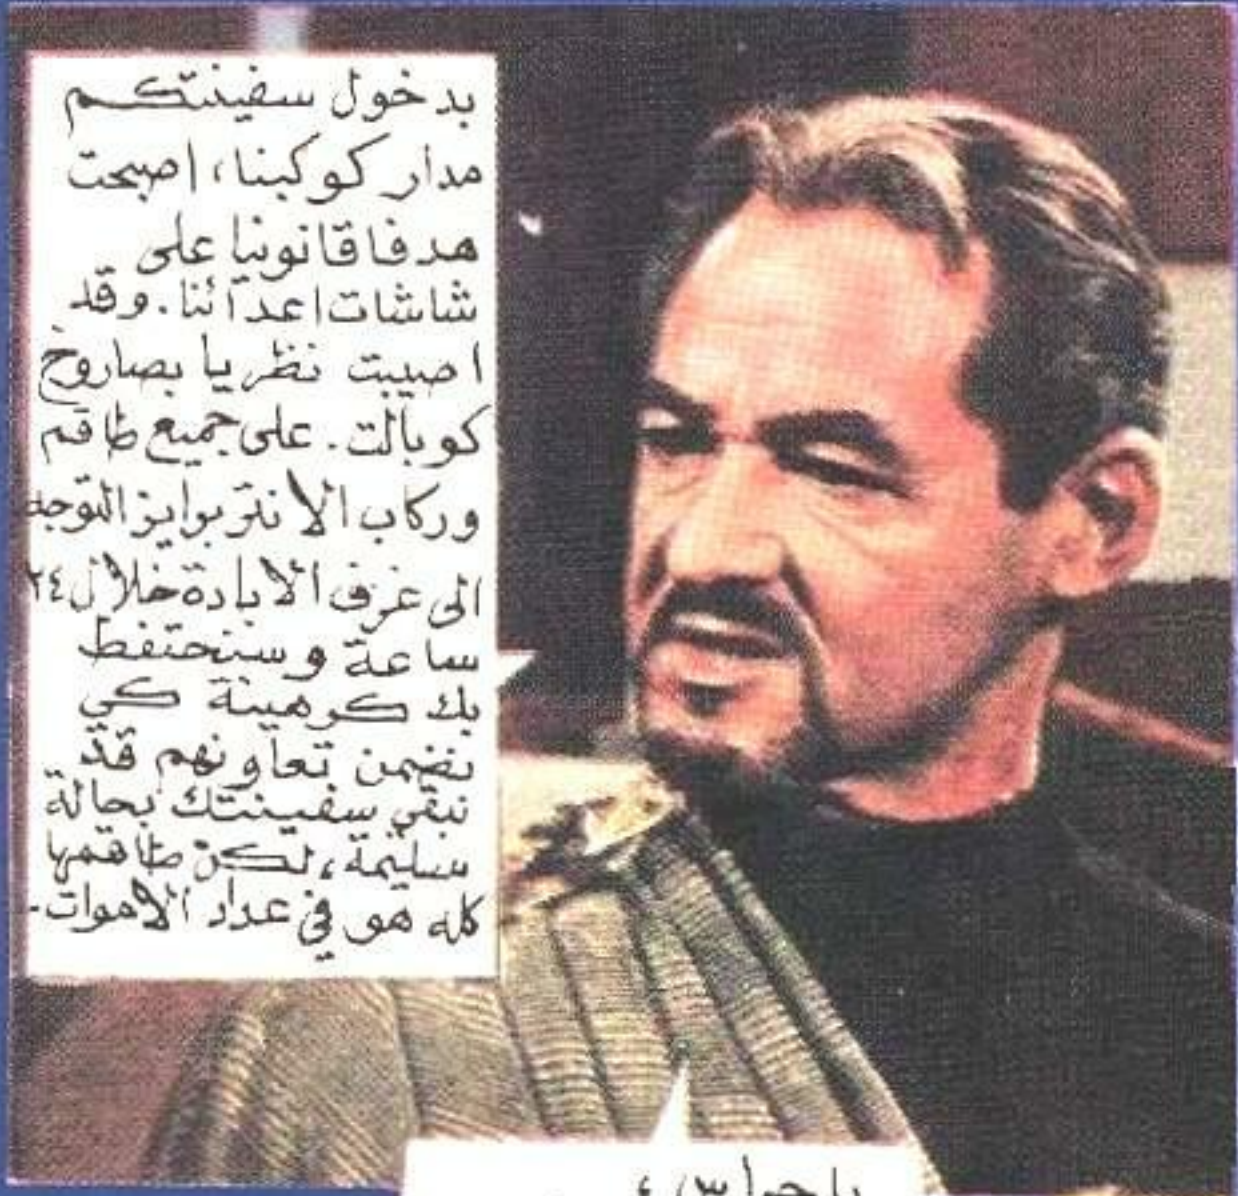 بدخول سفينتكم
مدار كوكبنا، اصبحت
هدفا قانونيا على
شاشات اعدائنا. وقد
اصيبت نظريا بصاروخ
كوبالت. على جميع طاقم
وركاب الانتربرايز التوجه
الى غرف الابادة خلال ٢٤
ساعة و سنحتفظ
بك كرهينة كي
نضمن تعاونهم قد
نبقي سفينتك بحالة
سليمة، لكن طاقمها
كله هو في عداد الاموات.